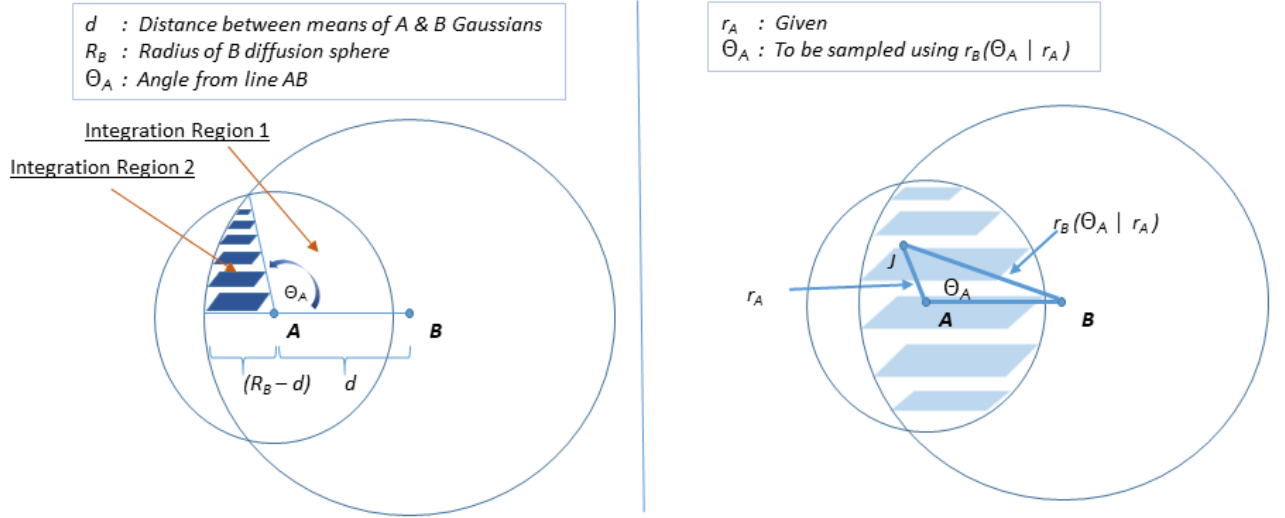 d : Distance between means of A & B Gaussians
R_B : Radius of B diffusion sphere
Θ_A : Angle from line AB
Integration Region 1
Integration Region 2
Θ_A
A
B
(R_B – d)
d
r_A : Given
Θ_A : To be sampled using r_B(Θ_A | r_A)
r_B(Θ_A | r_A)
J
r_A
Θ_A
A
B